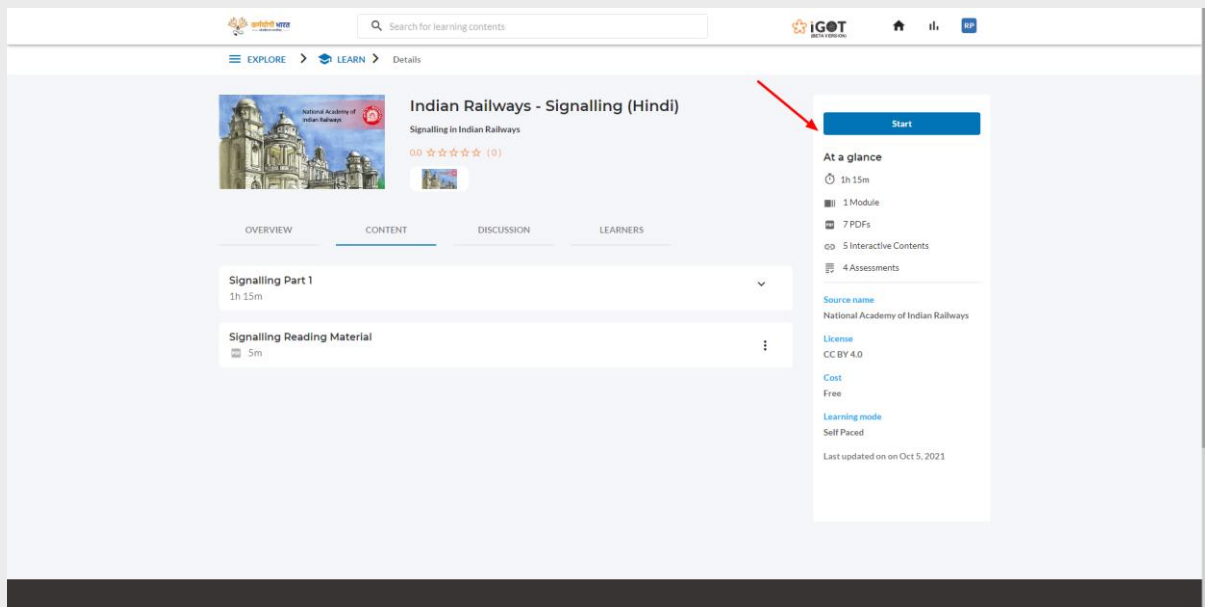 कर्मयोगी भारत
Search for learning contents
iGOT
(BETA VERSION)
RP
EXPLORE > LEARN > Details
National Academy of
Indian Railways
Indian Railways - Signalling (Hindi)
Signalling in Indian Railways
0.0 ☆☆☆☆☆ (0)
OVERVIEW CONTENT DISCUSSION LEARNERS
Signalling Part 1
1h 15m
Signalling Reading Material
5m
Start
At a glance
1h 15m
1 Module
7 PDFs
5 Interactive Contents
4 Assessments
Source name
National Academy of Indian Railways
License
CC BY 4.0
Cost
Free
Learning mode
Self Paced
Last updated on on Oct 5, 2021